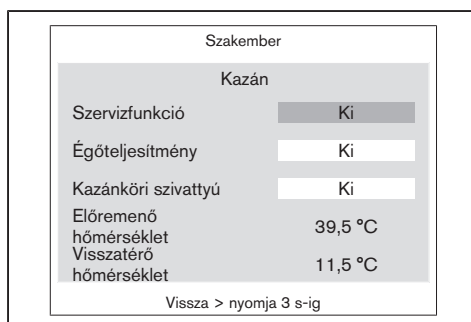 Szakember
Kazán
Szervizfunkció Ki
Égőteljesítmény Ki
Kazánköri szivattyú Ki
Előremenő
hőmérséklet 39,5 °C
Visszatérő
hőmérséklet 11,5 °C
Vissza > nyomja 3 s-ig